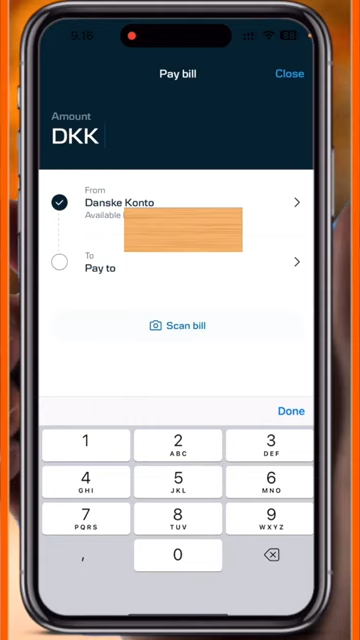 9.16
Pay bill
Close
Amount
DKK
From
Danske Konto
Available
To
Pay to
Scan bill
Done
1
2
ABC
3
DEF
4
GHI
5
JKL
6
MNO
7
PQRS
8
TUV
9
WXYZ
,
0